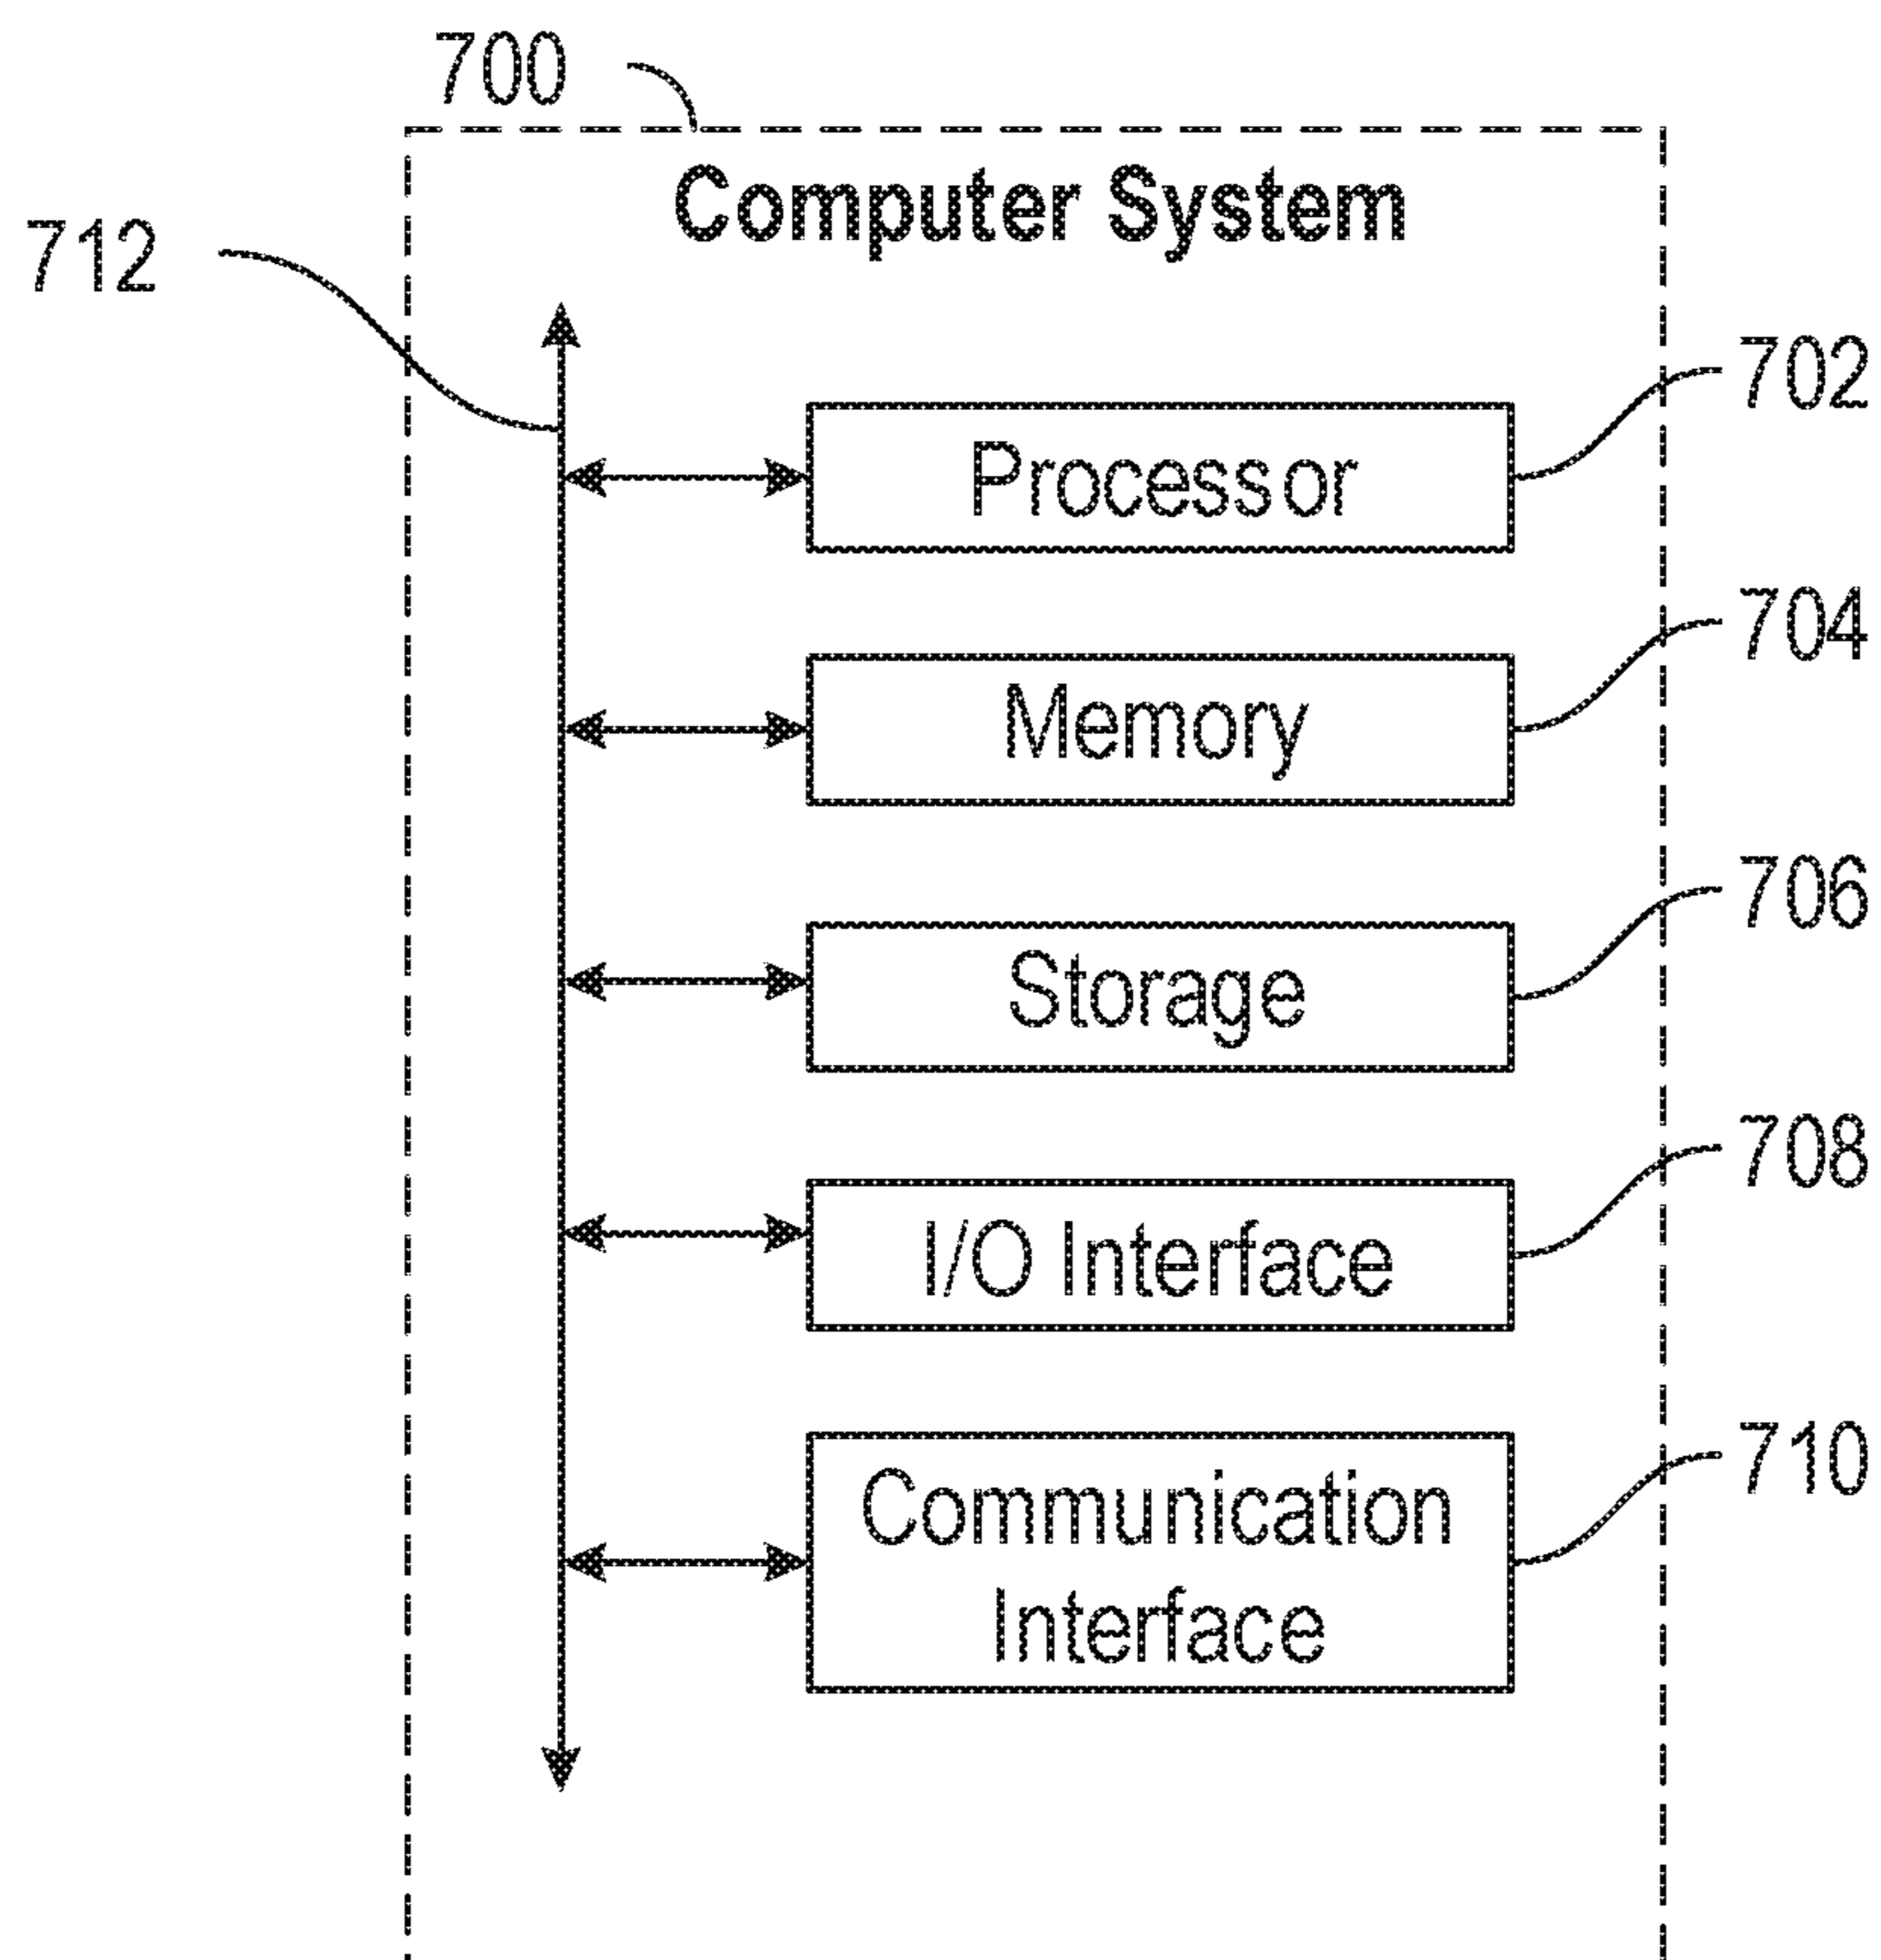 700
Computer System
712
702
Processor
704
Memory
706
Storage
708
I/O Interface
710
Communication
Interface